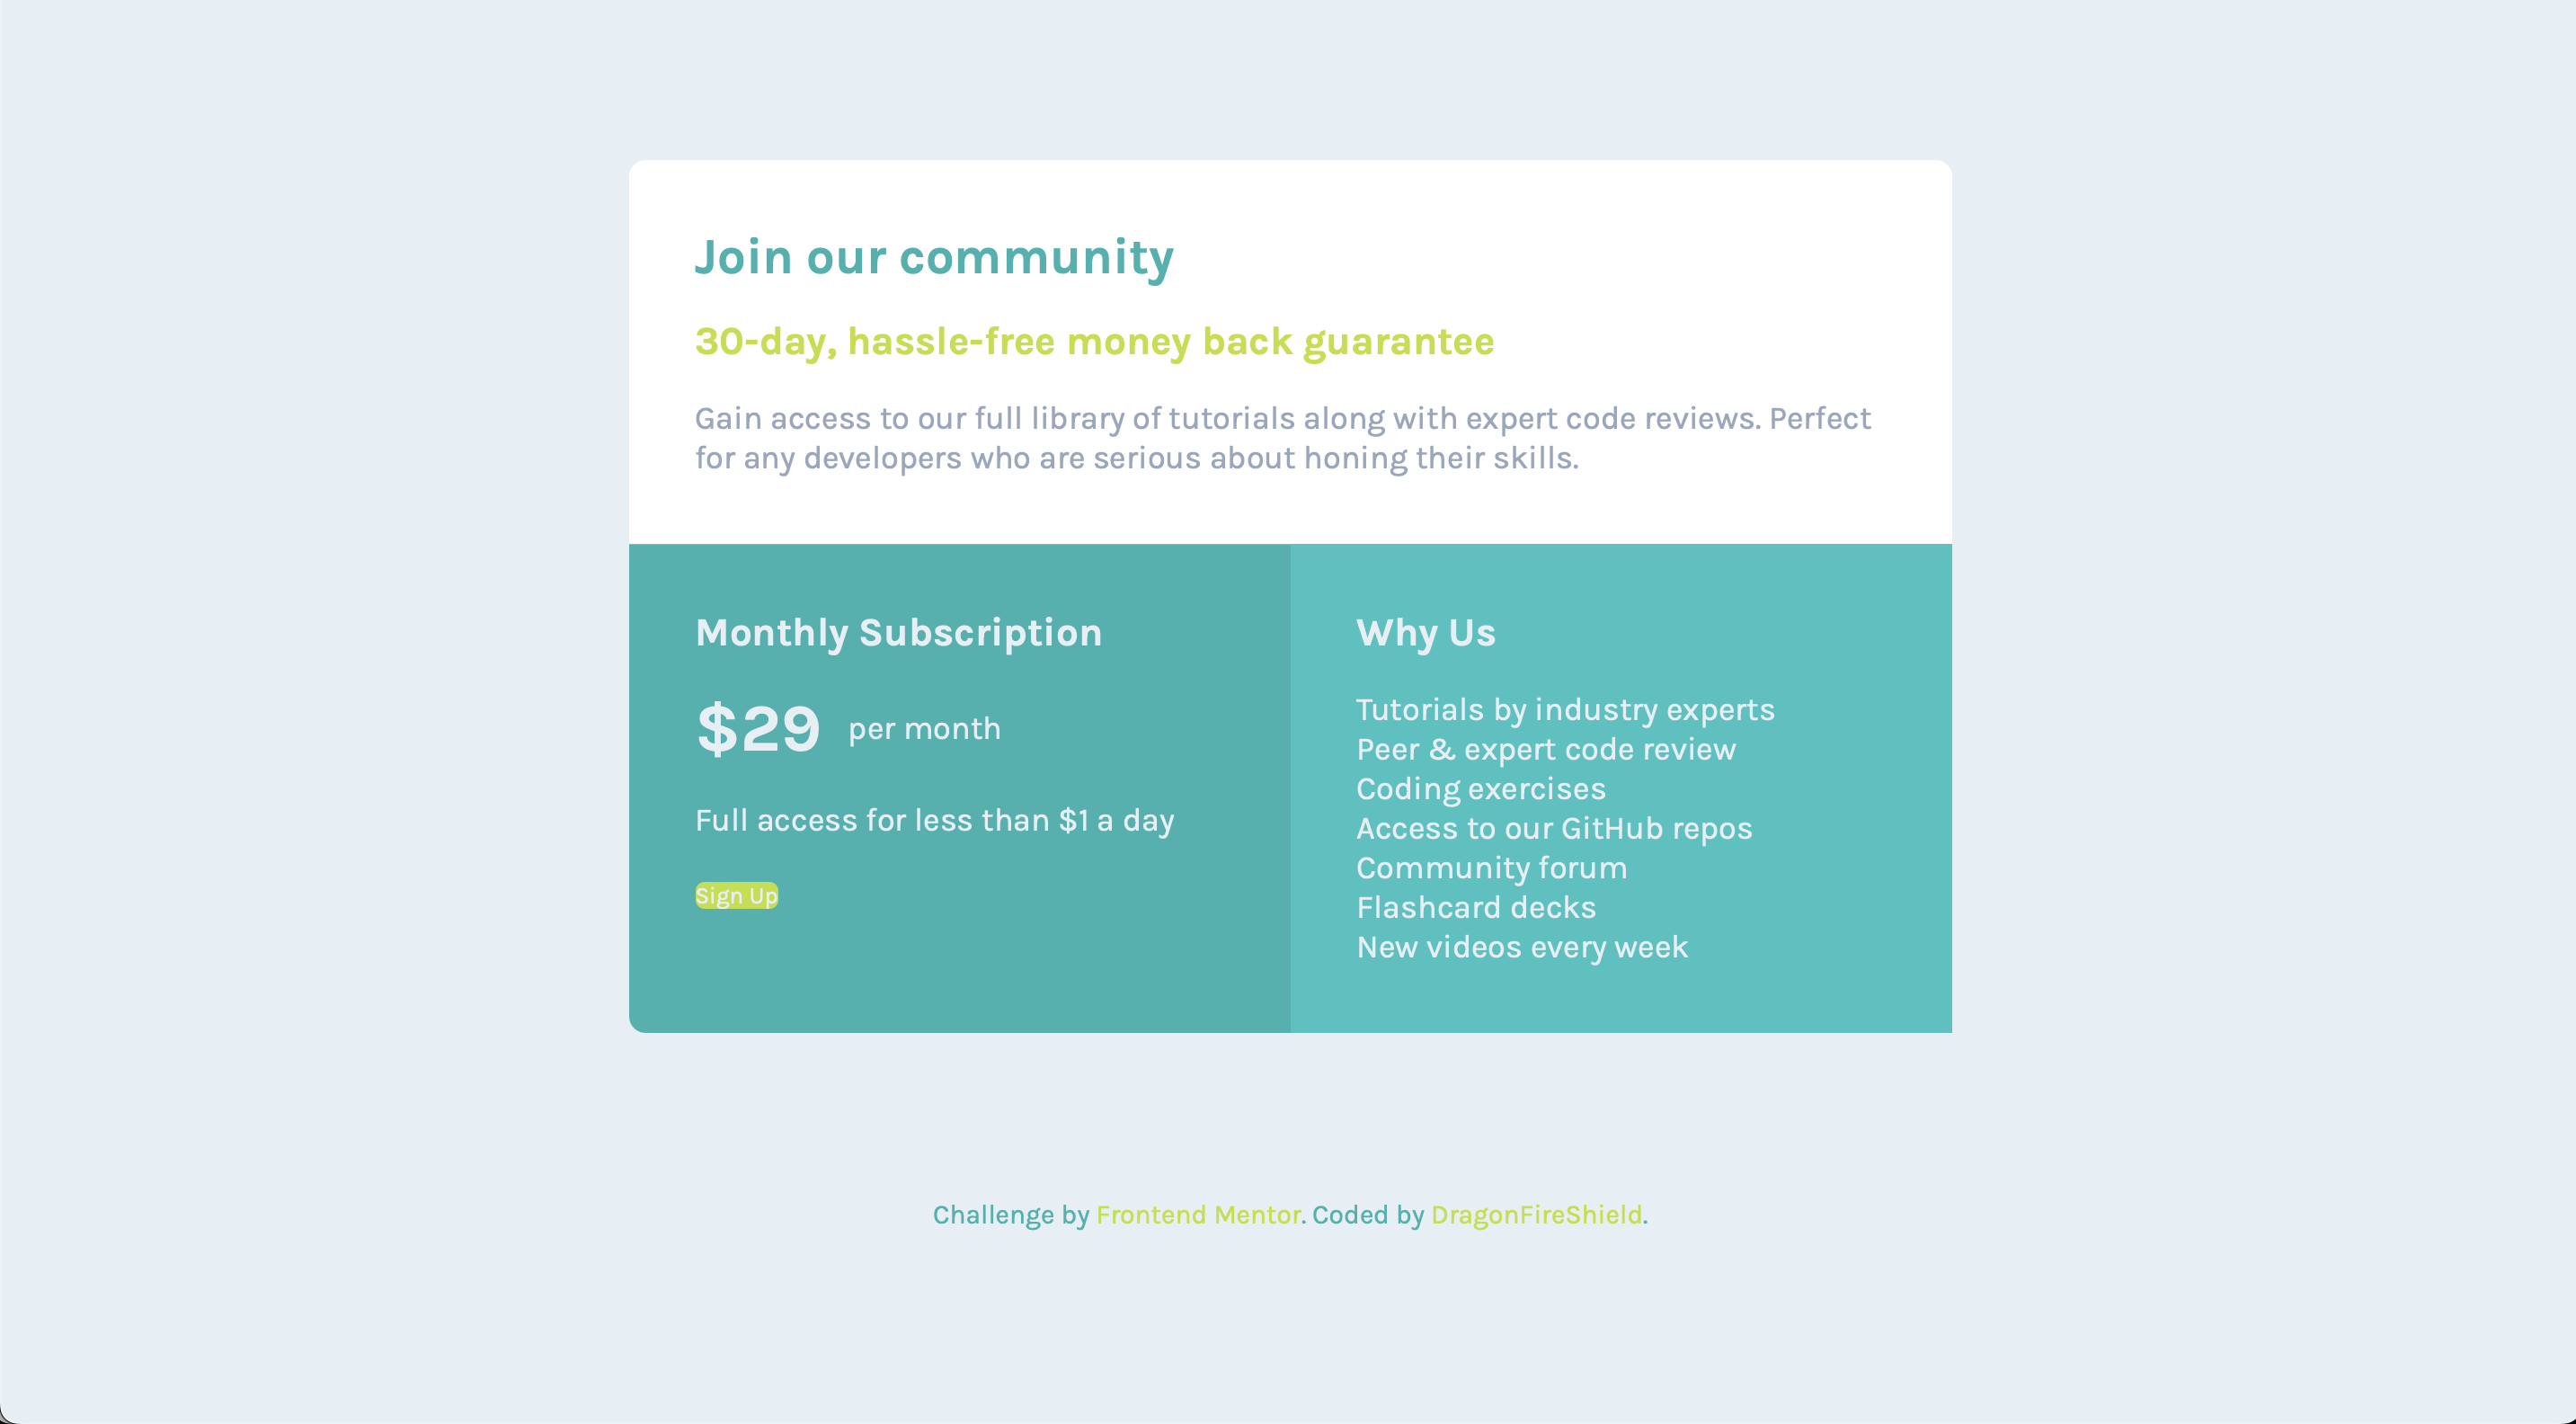 Join our community
30-day, hassle-free money back guarantee
Gain access to our full library of tutorials along with expert code reviews. Perfect
for any developers who are serious about honing their skills.
Monthly Subscription
$29 per month
Full access for less than $1 a day
Sign Up
Why Us
Tutorials by industry experts
Peer & expert code review
Coding exercises
Access to our GitHub repos
Community forum
Flashcard decks
New videos every week
Challenge by Frontend Mentor. Coded by DragonFireShield.